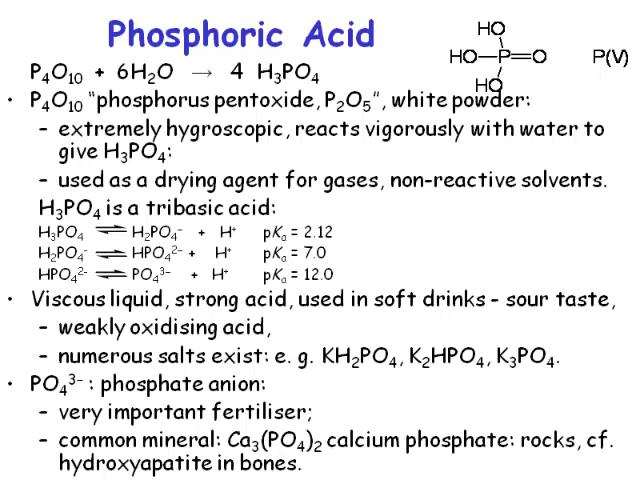 Phosphoric Acid
HO
HO—P=O P(V)
HO
P₄O₁₀ + 6H₂O → 4 H₃PO₄
• P₄O₁₀ "phosphorus pentoxide, P₂O₅", white powder:
– extremely hygroscopic, reacts vigorously with water to
give H₃PO₄:
– used as a drying agent for gases, non-reactive solvents.
H₃PO₄ is a tribasic acid:
H₃PO₄ ⇌ H₂PO₄⁻ + H⁺ pKₐ = 2.12
H₂PO₄⁻ ⇌ HPO₄²⁻ + H⁺ pKₐ = 7.0
HPO₄²⁻ ⇌ PO₄³⁻ + H⁺ pKₐ = 12.0
• Viscous liquid, strong acid, used in soft drinks - sour taste,
– weakly oxidising acid,
– numerous salts exist: e. g. KH₂PO₄, K₂HPO₄, K₃PO₄.
• PO₄³⁻ : phosphate anion:
– very important fertiliser;
– common mineral: Ca₃(PO₄)₂ calcium phosphate: rocks, cf.
hydroxyapatite in bones.